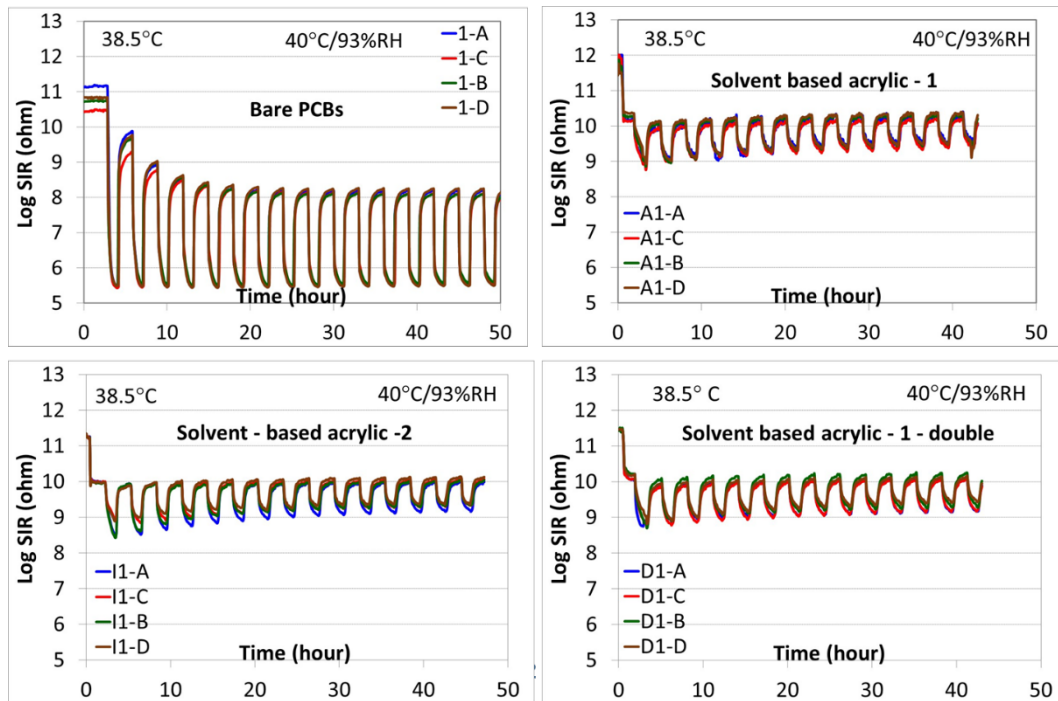 38.5°C 40°C/93%RH
Bare PCBs
1-A
1-C
1-B
1-D
Log SIR (ohm)
13
12
11
10
9
8
7
6
5
Time (hour)
0 10 20 30 40 50
38.5°C 40°C/93%RH
Solvent based acrylic - 1
Log SIR (ohm)
13
12
11
10
9
8
7
6
5
A1-A
A1-C
A1-B
A1-D
Time (hour)
0 10 20 30 40 50
38.5°C 40°C/93%RH
Solvent - based acrylic -2
Log SIR (ohm)
13
12
11
10
9
8
7
6
5
I1-A
I1-C
I1-B
I1-D
Time (hour)
0 10 20 30 40 50
38.5° C 40°C/93%RH
Solvent based acrylic - 1 - double
Log SIR (ohm)
13
12
11
10
9
8
7
6
5
D1-A
D1-C
D1-B
D1-D
Time (hour)
0 10 20 30 40 50